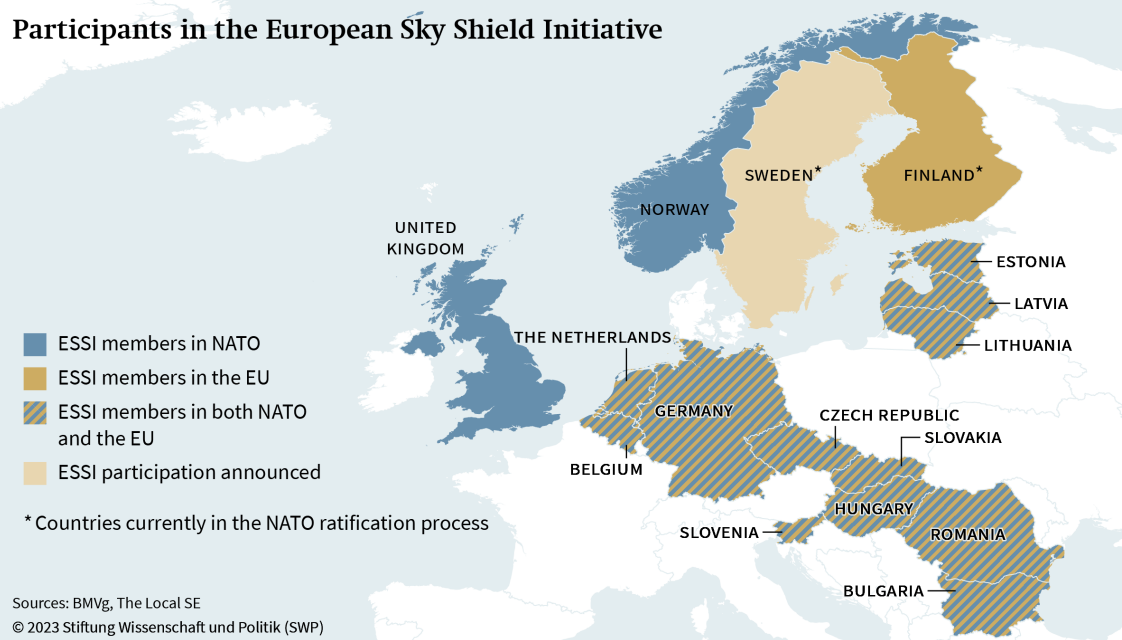 Participants in the European Sky Shield Initiative
SWEDEN*
FINLAND*
NORWAY
UNITED
KINGDOM
ESTONIA
LATVIA
LITHUANIA
THE NETHERLANDS
GERMANY
CZECH REPUBLIC
SLOVAKIA
BELGIUM
HUNGARY
SLOVENIA
ROMANIA
BULGARIA
ESSI members in NATO
ESSI members in the EU
ESSI members in both NATO
and the EU
ESSI participation announced
* Countries currently in the NATO ratification process
Sources: BMVg, The Local SE
© 2023 Stiftung Wissenschaft und Politik (SWP)